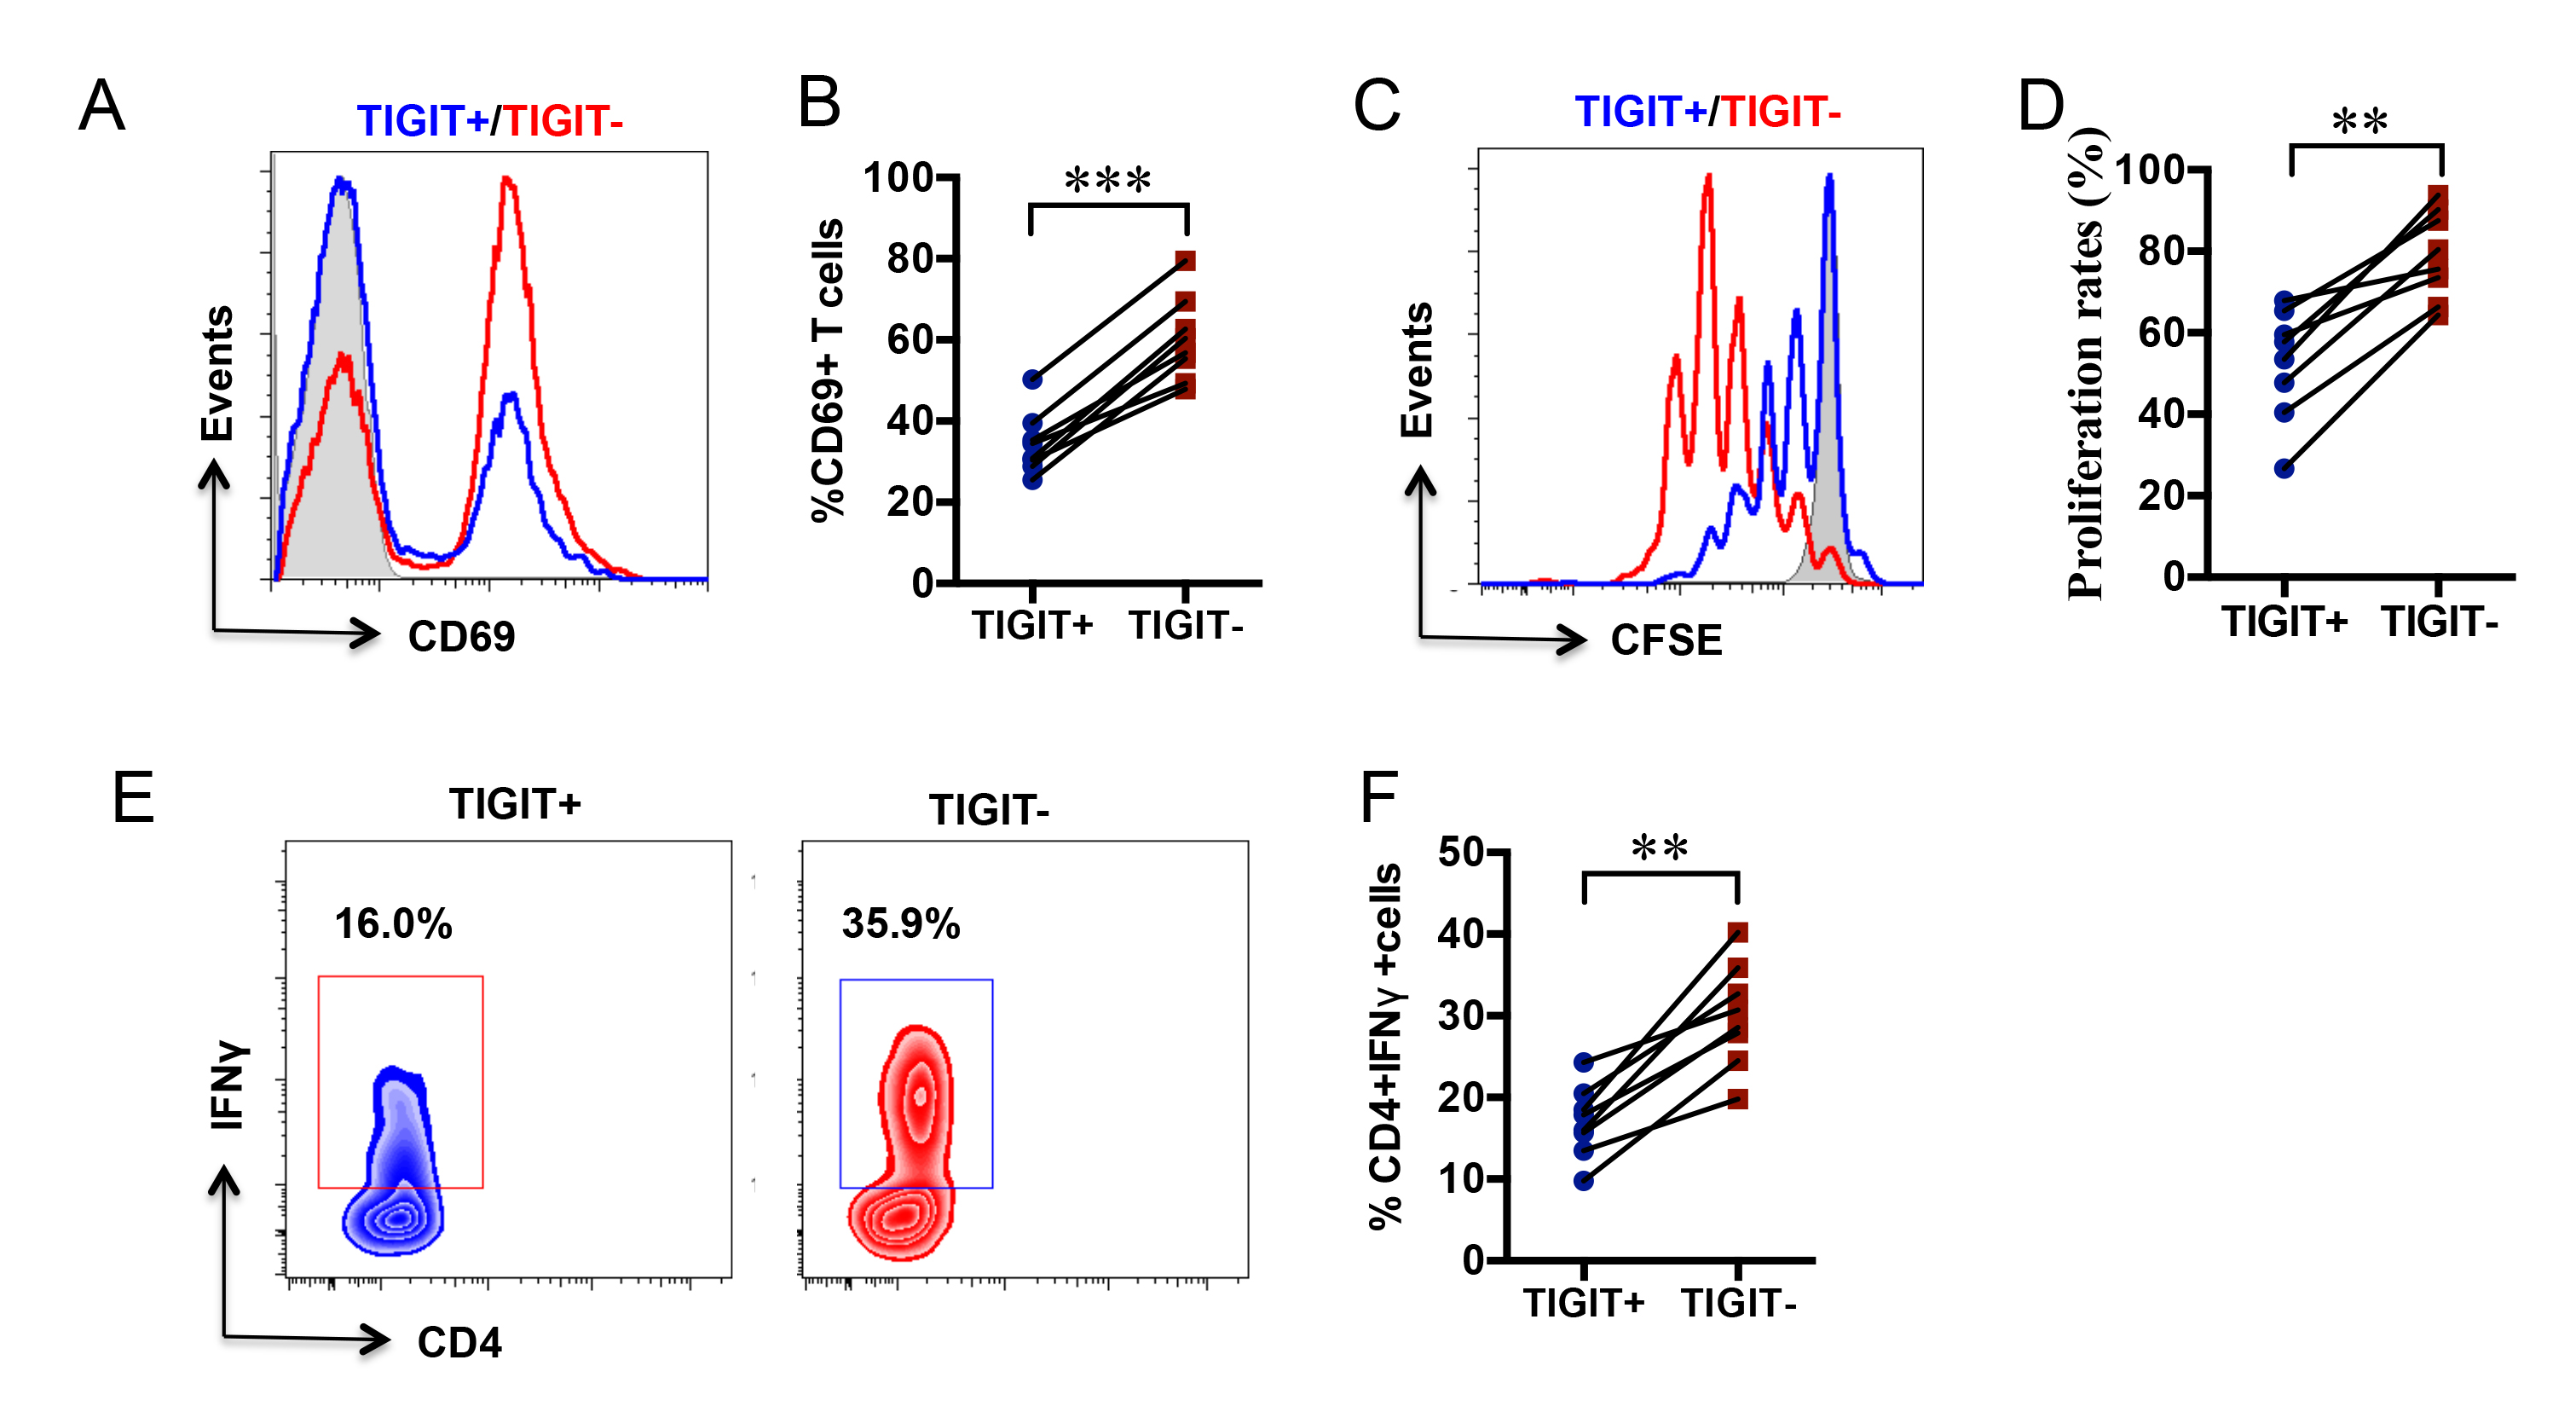 A
TIGIT+/TIGIT-
Events
CD69
B
***
%CD69+ T cells
100
80
60
40
20
0
TIGIT+ TIGIT-
C
TIGIT+/TIGIT-
Events
CFSE
D
**
Proliferation rates (%)
100
80
60
40
20
0
TIGIT+ TIGIT-
E
TIGIT+
16.0%
TIGIT-
35.9%
IFNγ
CD4
F
**
% CD4+IFNγ +cells
50
40
30
20
10
0
TIGIT+ TIGIT-